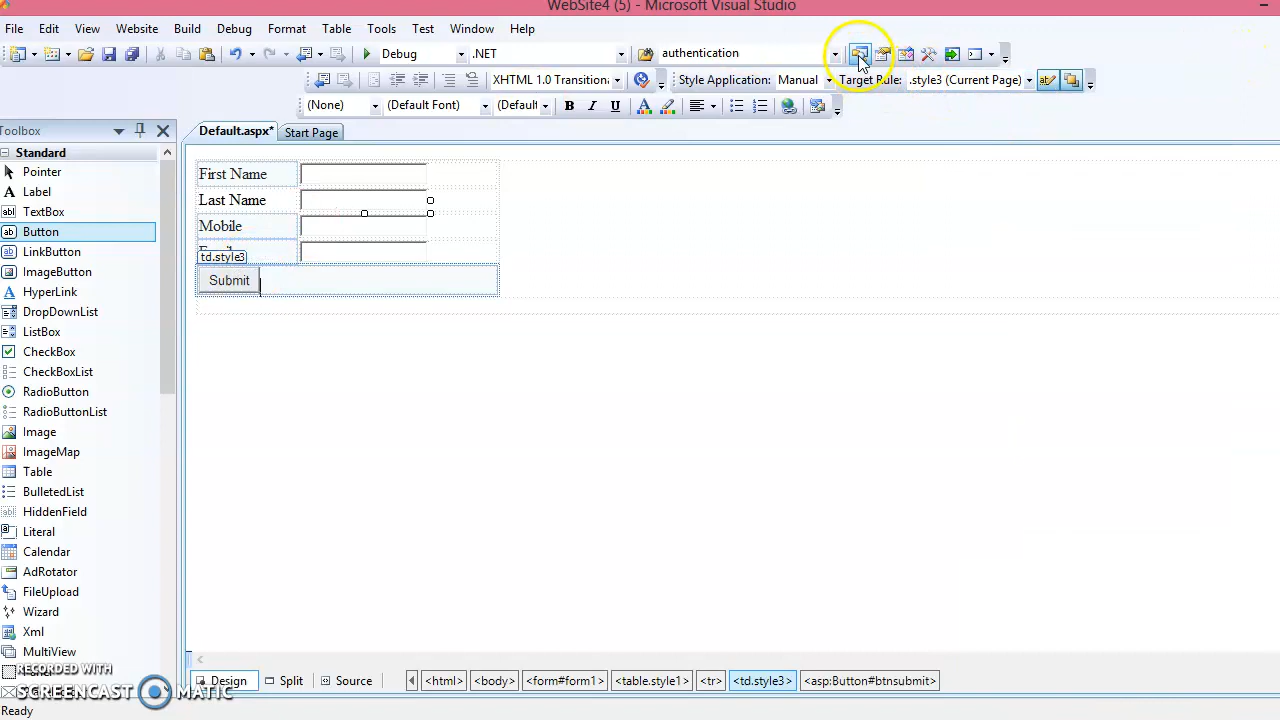 WebSite4 (5) - Microsoft Visual Studio
File Edit View Website Build Debug Format Table Tools Test Window Help
Debug .NET authentication
XHTML 1.0 Transition Style Application: Manual Target Rule: .style3 (Current Page)
(None) (Default Font) (Default B I U A
Toolbox
Default.aspx* Start Page
Standard
Pointer
Label
TextBox
Button
LinkButton
ImageButton
HyperLink
DropDownList
ListBox
CheckBox
CheckBoxList
RadioButton
RadioButtonList
Image
ImageMap
Table
BulletedList
HiddenField
Literal
Calendar
AdRotator
FileUpload
Wizard
Xml
MultiView
First Name
Last Name
Mobile
td.style3
Submit
Design Split Source <html> <body> <form#form1> <table.style1> <tr> <td.style3> <asp:Button#btnsubmit>
RECORDED WITH
SCREENCAST MATIC
Ready